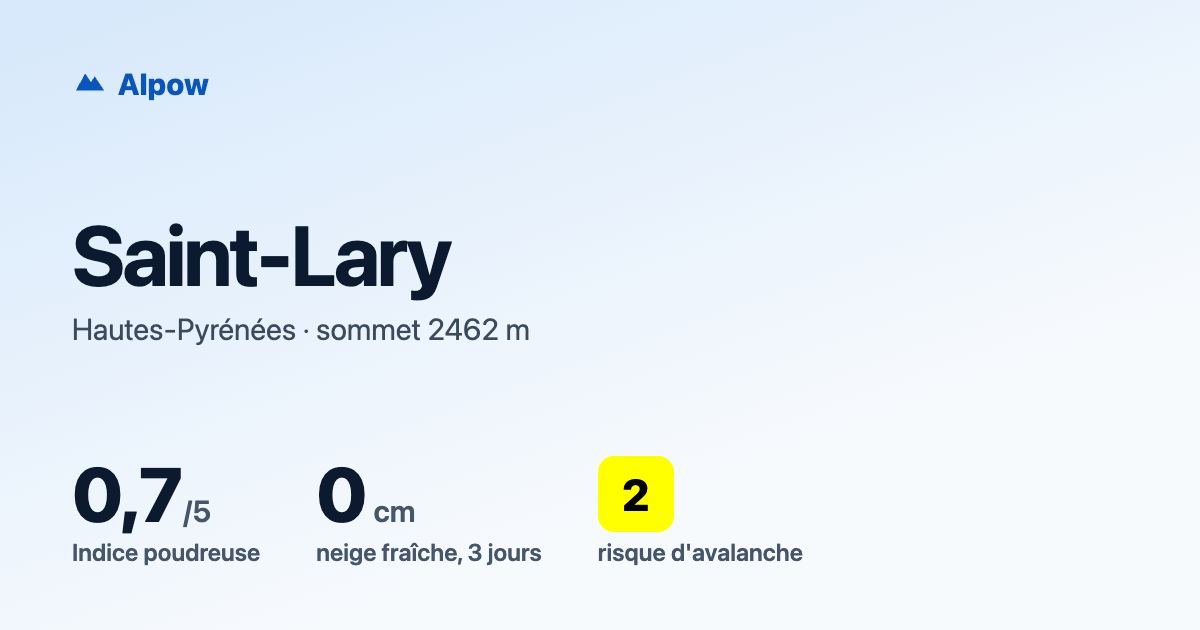 Alpow
Saint-Lary
Hautes-Pyrénées · sommet 2462 m
0,7/5
Indice poudreuse
0 cm
neige fraîche, 3 jours
2
risque d'avalanche